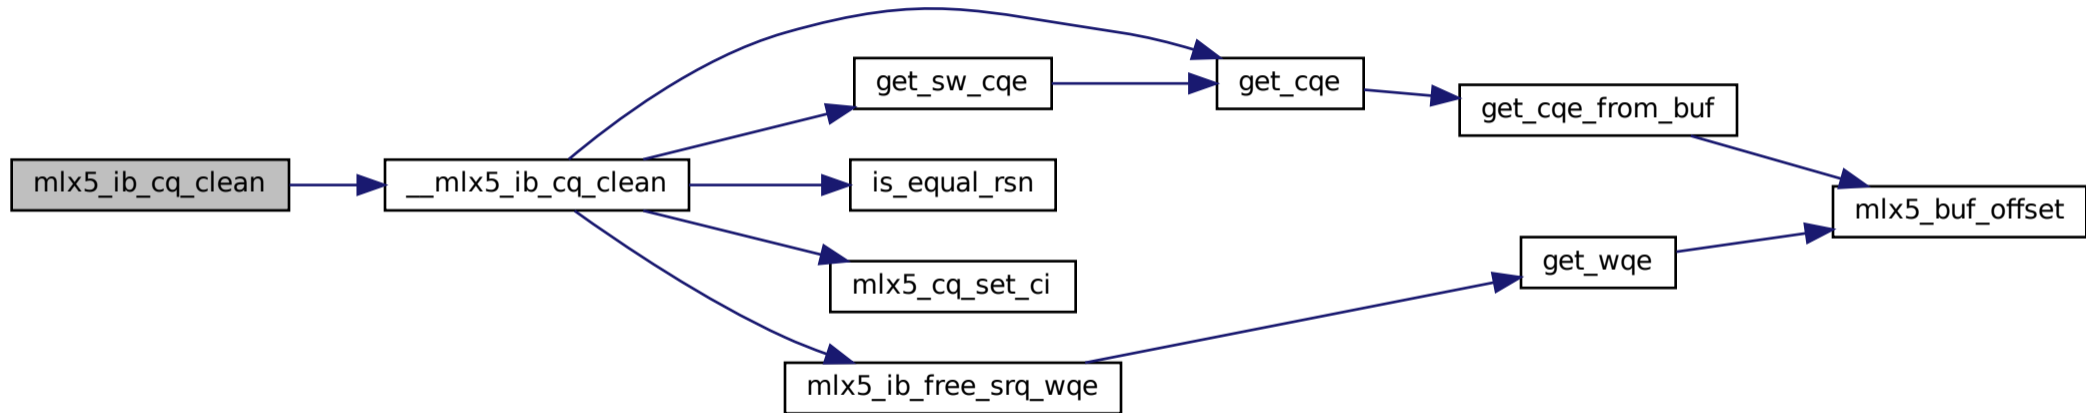 mlx5_ib_cq_clean
__mlx5_ib_cq_clean
get_sw_cqe
get_cqe
get_cqe_from_buf
is_equal_rsn
mlx5_buf_offset
mlx5_cq_set_ci
get_wqe
mlx5_ib_free_srq_wqe